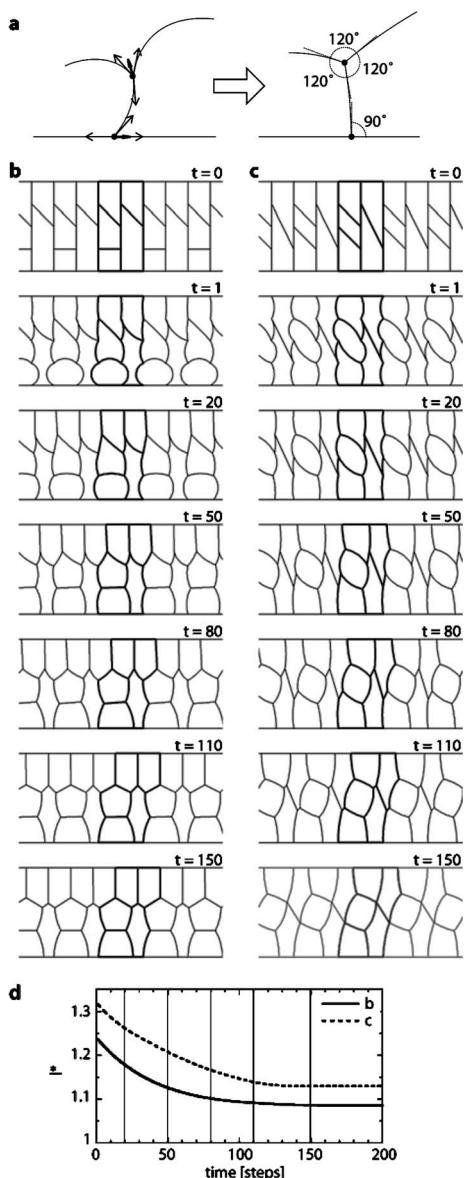 a
120° 120°
120° 120°
90°
b t = 0 c t = 0
t = 1 t = 1
t = 20 t = 20
t = 50 t = 50
t = 80 t = 80
t = 110 t = 110
t = 150 t = 150
d
1.3
1.2
1.1
1
l*
b
c
0 50 100 150 200
time [steps]